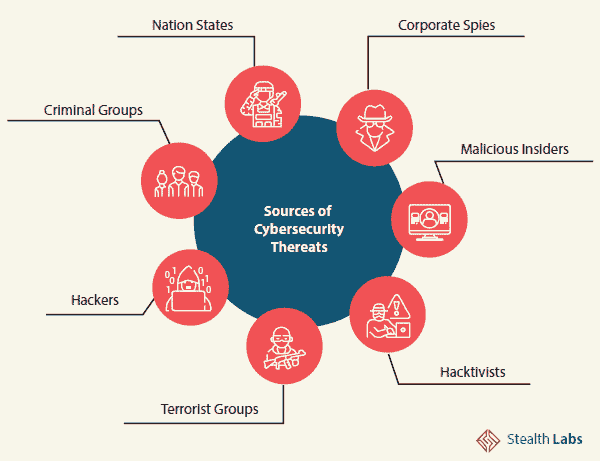 Nation States
Corporate Spies
Criminal Groups
Malicious Insiders
Sources of
Cybersecurity
Thereats
Hackers
Hacktivists
Terrorist Groups
Stealth Labs